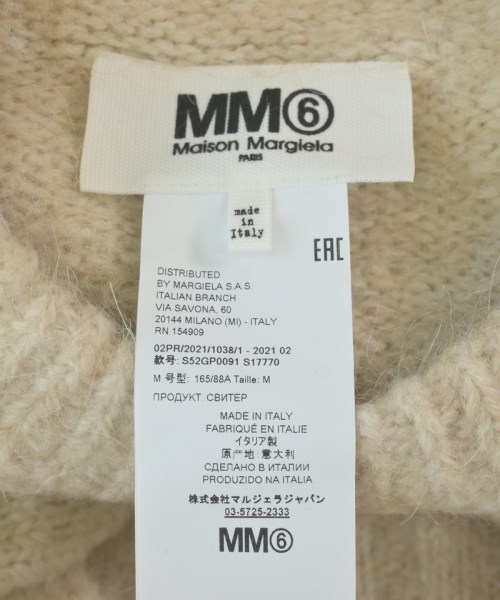 MM⑥
Maison Margiela
PARIS
made
in
Italy
EAC
DISTRIBUTED
BY MARGIELA S.A.S.
ITALIAN BRANCH
VIA SAVONA, 60
20144 MILANO (MI) - ITALY
RN 154909
02PR/2021/1038/1 - 2021 02
款号: S52GP0091 S17770
M 号型: 165/88A Taille: M
ПРОДУКТ: СВИТЕР
MADE IN ITALY
FABRIQUÉ EN ITALIE
イタリア製
原产地: 意大利
СДЕЛАНО В ИТАЛИИ
PRODUZIDO NA ITALIA
株式会社マルジェラジャパン
03-5725-2333
MM⑥